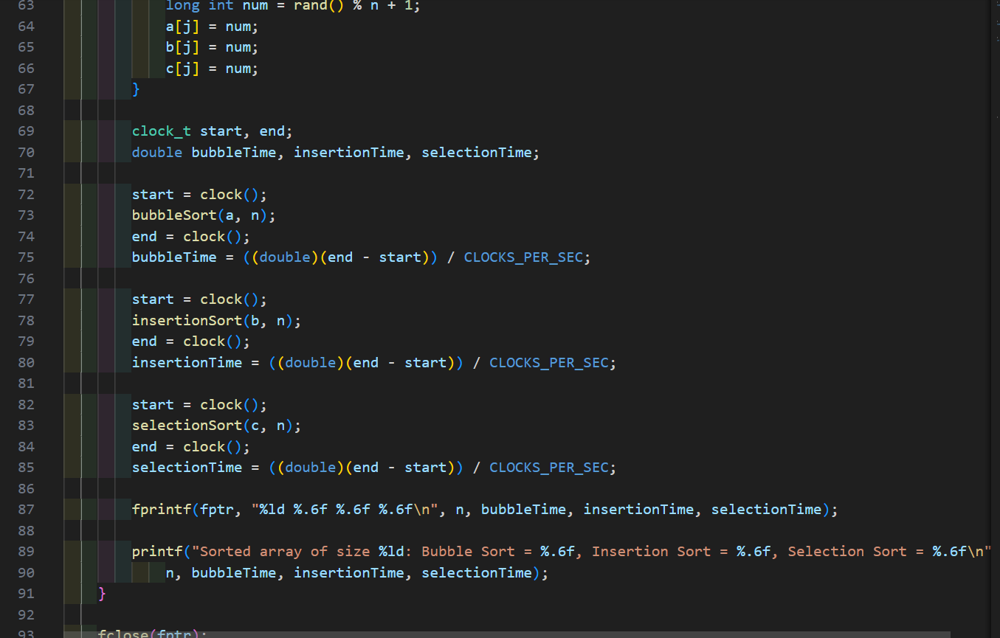 63 long int num = rand() % n + 1;
64 a[j] = num;
65 b[j] = num;
66 c[j] = num;
67 }
68
69 clock_t start, end;
70 double bubbleTime, insertionTime, selectionTime;
71
72 start = clock();
73 bubbleSort(a, n);
74 end = clock();
75 bubbleTime = ((double)(end - start)) / CLOCKS_PER_SEC;
76
77 start = clock();
78 insertionSort(b, n);
79 end = clock();
80 insertionTime = ((double)(end - start)) / CLOCKS_PER_SEC;
81
82 start = clock();
83 selectionSort(c, n);
84 end = clock();
85 selectionTime = ((double)(end - start)) / CLOCKS_PER_SEC;
86
87 fprintf(fptr, "%ld %.6f %.6f %.6f\n", n, bubbleTime, insertionTime, selectionTime);
88
89 printf("Sorted array of size %ld: Bubble Sort = %.6f, Insertion Sort = %.6f, Selection Sort = %.6f\n"
90 n, bubbleTime, insertionTime, selectionTime);
91 }
92
93 fclose(fptr);